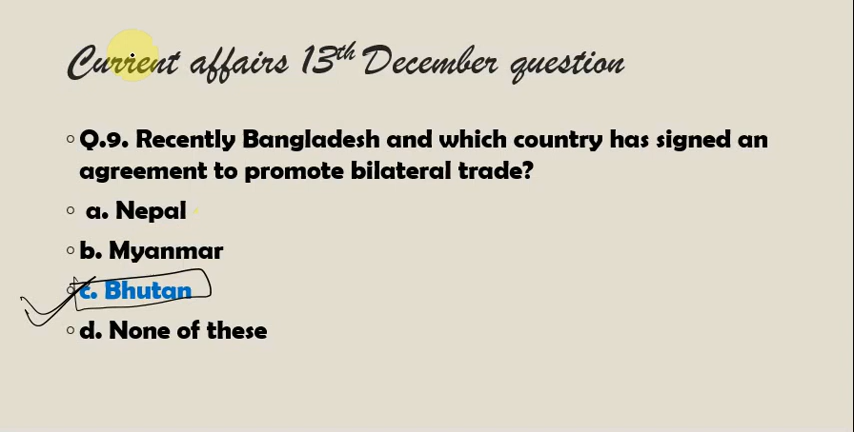 Current affairs 13th December question
Q.9. Recently Bangladesh and which country has signed an
agreement to promote bilateral trade?
a. Nepal
b. Myanmar
c. Bhutan
d. None of these